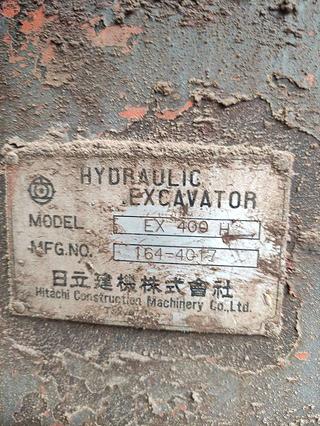 HYDRAULIC
EXCAVATOR
MODEL EX 400 H
MFG.NO. 164-4017
日立建機株式會社
Hitachi Construction Machinery Co.,Ltd.